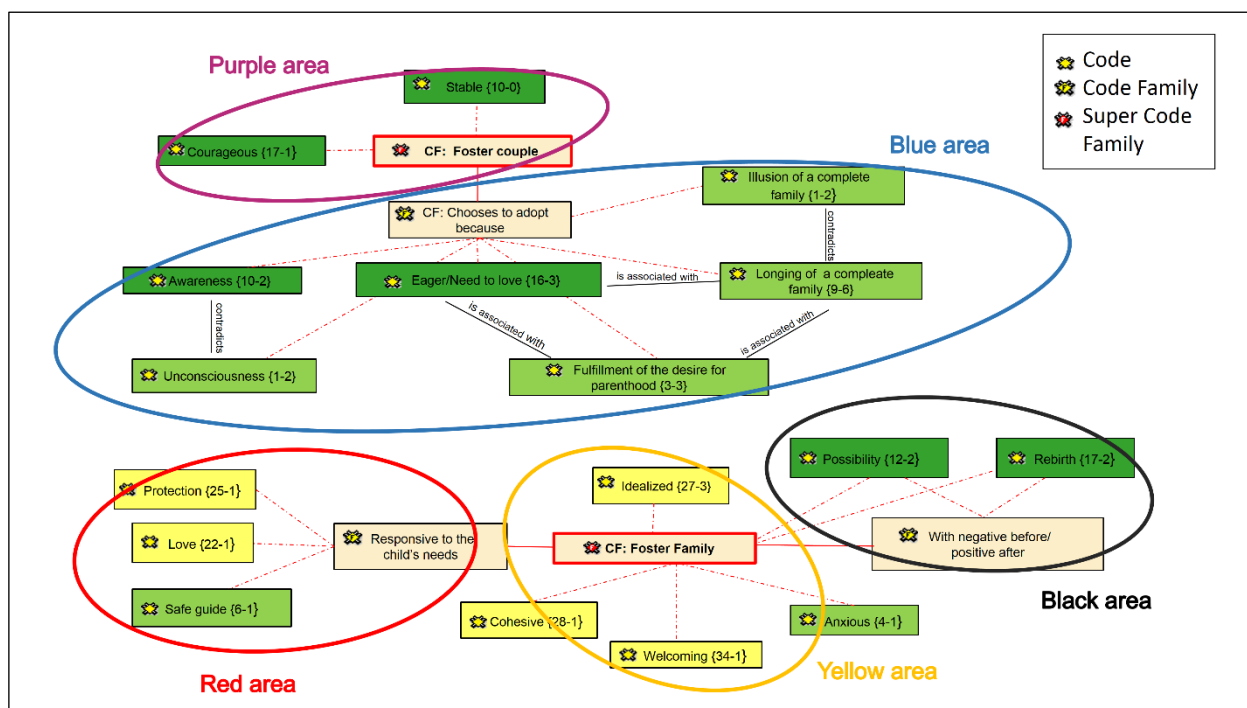 Purple area
Stable {10-0}
Code
Code Family
Super Code
Family
Courageous {17-1}
CF: Foster couple
Blue area
Illusion of a complete
family {1-2}
CF: Chooses to adopt
because
contradicts
Awareness {10-2}
Eager/Need to love {16-3}
is associated with
Longing of a compleate
family {9-6}
contradicts
is associated with
is associated with
Unconsciousness {1-2}
Fulfillment of the desire for
parenthood {3-3}
Possibility {12-2}
Rebirth {17-2}
Protection {25-1}
Idealized {27-3}
Love {22-1}
Responsive to the
child's needs
CF: Foster Family
With negative before/
positive after
Safe guide {6-1}
Cohesive {28-1}
Anxious {4-1}
Black area
Welcoming {34-1}
Red area
Yellow area